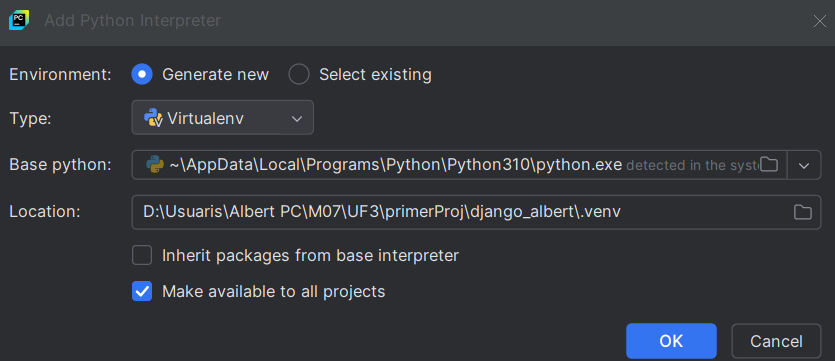 PC
Add Python Interpreter
Environment: Generate new Select existing
Type: Virtualenv
Base python: ~\AppData\Local\Programs\Python\Python310\python.exe detected in the syste
Location: D:\Usuaris\Albert PC\M07\UF3\primerProj\django_albert\.venv
Inherit packages from base interpreter
Make available to all projects
OK Cancel